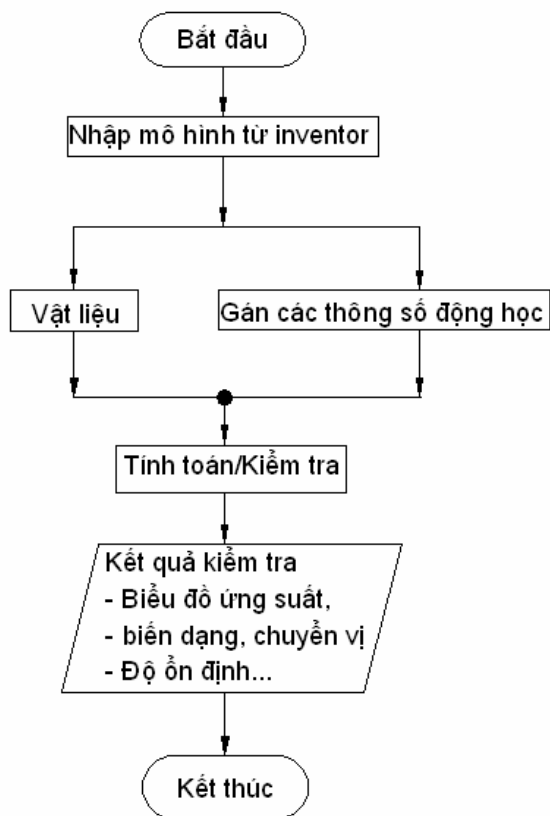 Bắt đầu
Nhập mô hình từ inventor
Vật liệu
Gán các thông số động học
Tính toán/Kiểm tra
Kết quả kiểm tra
- Biểu đồ ứng suất,
- biến dạng, chuyển vị
- Độ ổn định...
Kết thúc